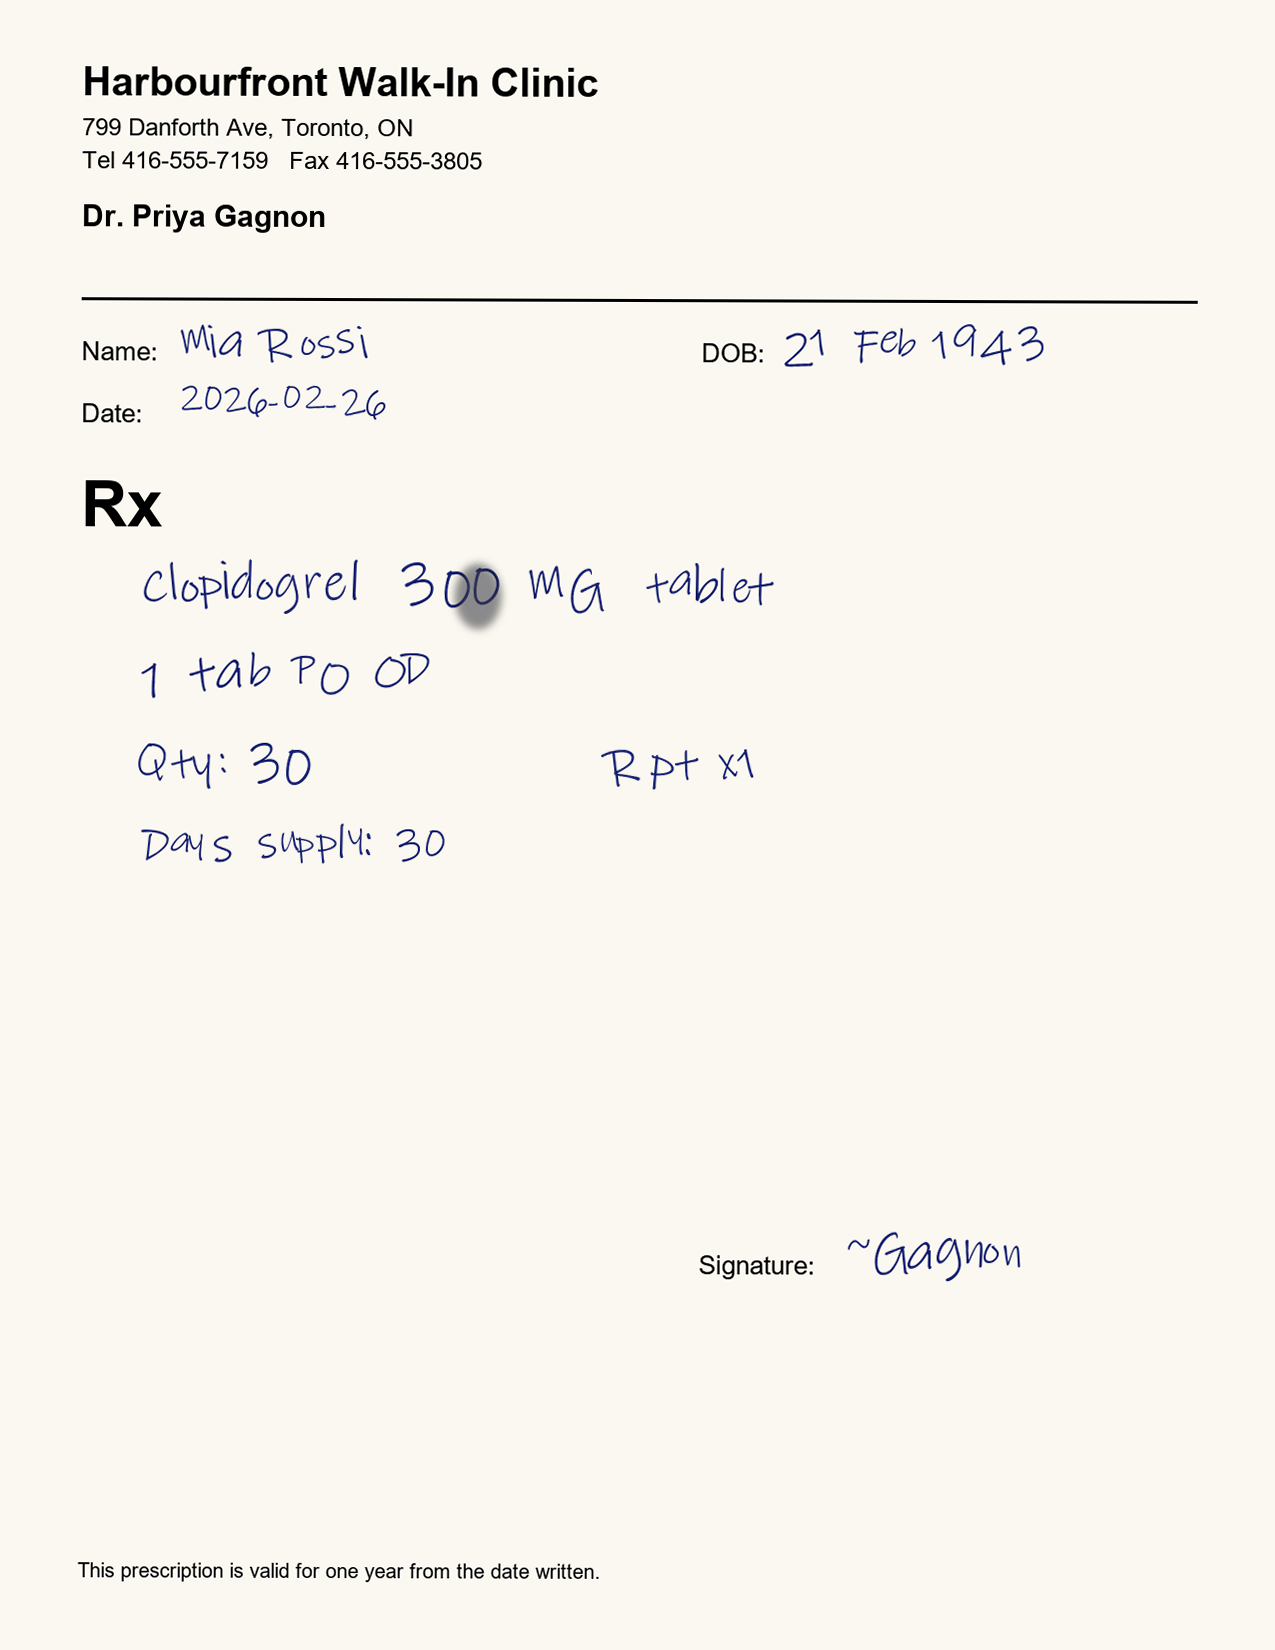 Harbourfront Walk-In Clinic
799 Danforth Ave, Toronto, ON
Tel 416-555-7159 Fax 416-555-3805
Dr. Priya Gagnon
Name: Mia Rossi DOB: 21 Feb 1943
Date: 2026-02-26
Rx
Clopidogrel 300 MG tablet
1 tab PO OD
Qty: 30 Rpt x1
Days supply: 30
Signature: ~Gagnon
This prescription is valid for one year from the date written.